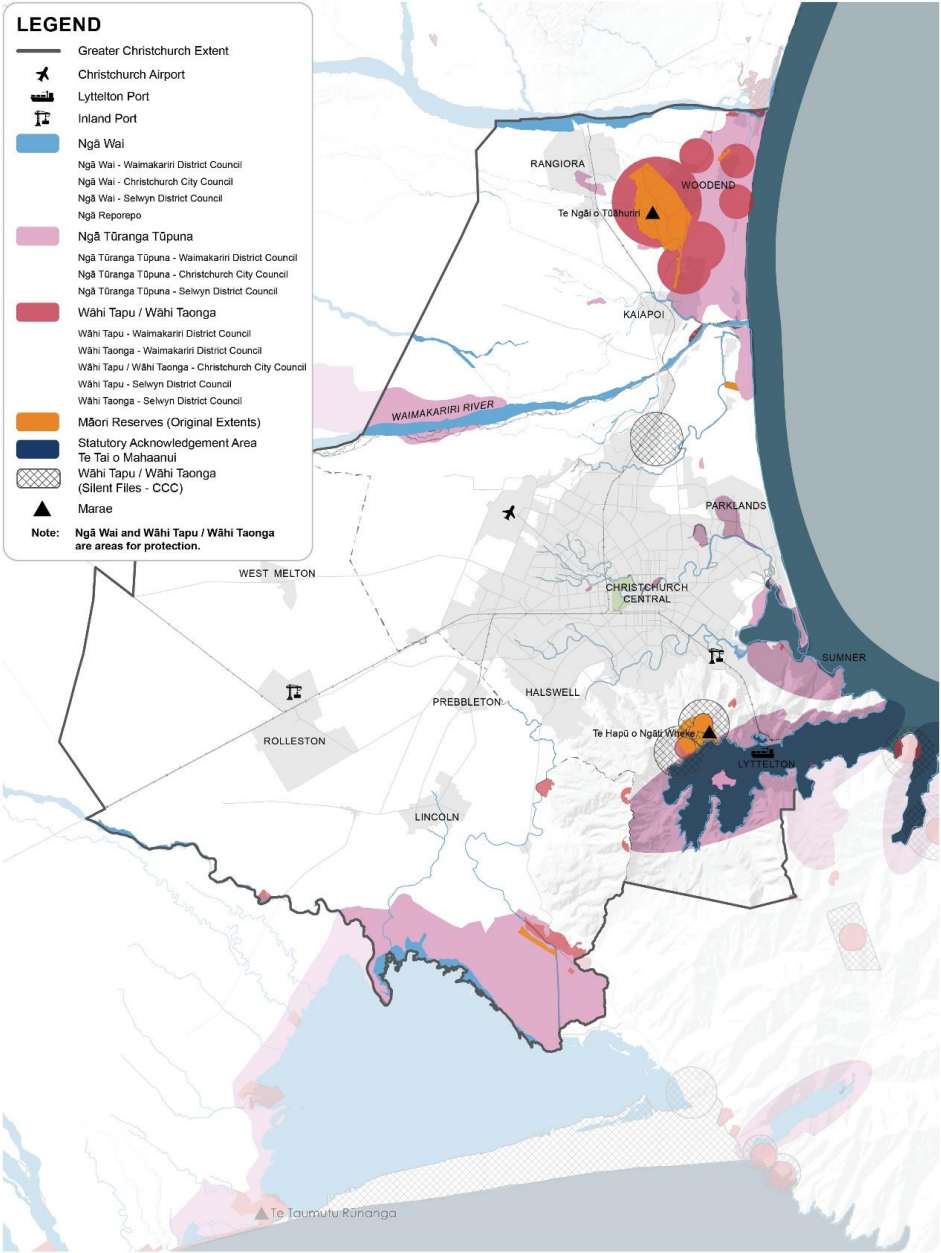 LEGEND
Greater Christchurch Extent
Christchurch Airport
Lyttelton Port
Inland Port
Ngā Wai
Ngā Wai - Waimakariri District Council
Ngā Wai - Christchurch City Council
Ngā Wai - Selwyn District Council
Ngā Reporepo
Ngā Tūranga Tūpuna
Ngā Tūranga Tūpuna - Waimakariri District Council
Ngā Tūranga Tūpuna - Christchurch City Council
Ngā Tūranga Tūpuna - Selwyn District Council
Wāhi Tapu / Wāhi Taonga
Wāhi Tapu - Waimakariri District Council
Wāhi Taonga - Waimakariri District Council
Wāhi Tapu / Wāhi Taonga - Christchurch City Council
Wāhi Tapu - Selwyn District Council
Wāhi Taonga - Selwyn District Council
Māori Reserves (Original Extents)
Statutory Acknowledgement Area
Te Tai o Mahaanui
Wāhi Tapu / Wāhi Taonga
(Silent Files - CCC)
Marae
Note: Ngā Wai and Wāhi Tapu / Wāhi Taonga
are areas for protection.
RANGIORA
WOODEND
Te Ngāi o Tūāhuriri
KAIAPOI
WAIMAKARIRI RIVER
PARKLANDS
WEST MELTON
CHRISTCHURCH
CENTRAL
SUMNER
HALSWELL
PREBBLETON
ROLLESTON
Te Hapū o Ngāti Wheke
LYTTELTON
LINCOLN
Te Taumutu Rūnanga